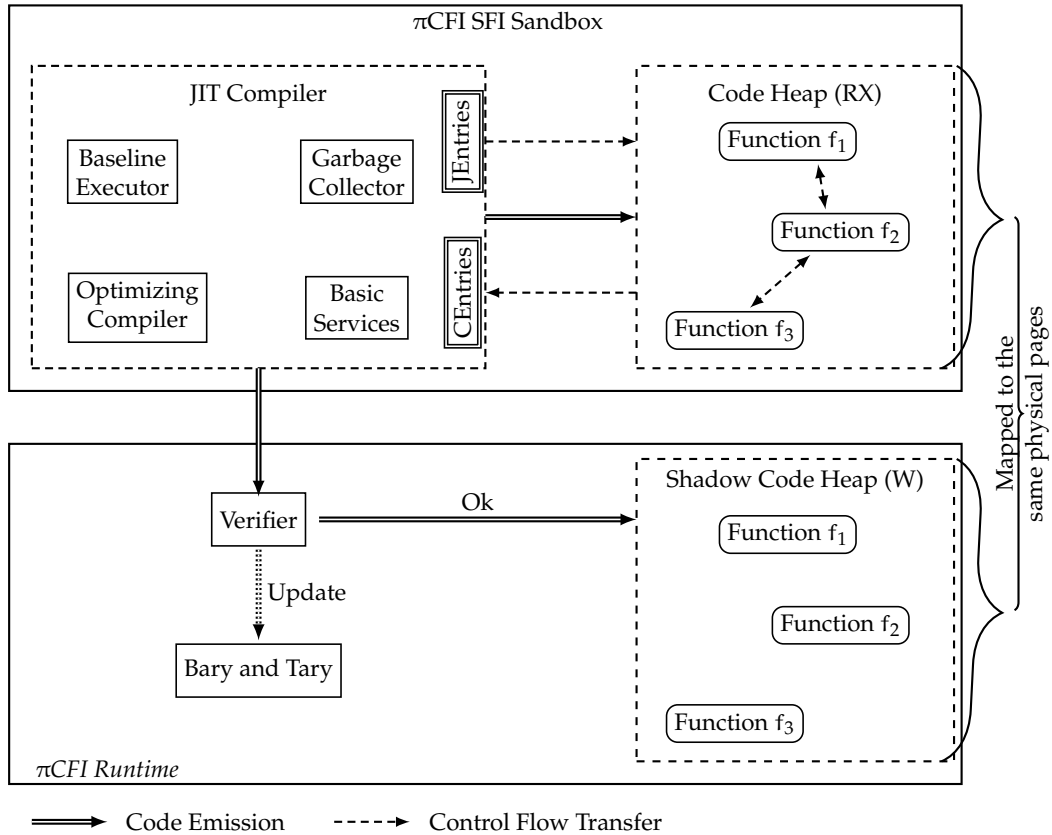 πCFI SFI Sandbox
JIT Compiler
Baseline
Executor
Garbage
Collector
Optimizing
Compiler
Basic
Services
JEntries
CEntries
Code Heap (RX)
Function f₁
Function f₂
Function f₃
Mapped to the
same physical pages
Verifier
Ok
Update
Bary and Tary
Shadow Code Heap (W)
Function f₁
Function f₂
Function f₃
πCFI Runtime
Code Emission
Control Flow Transfer